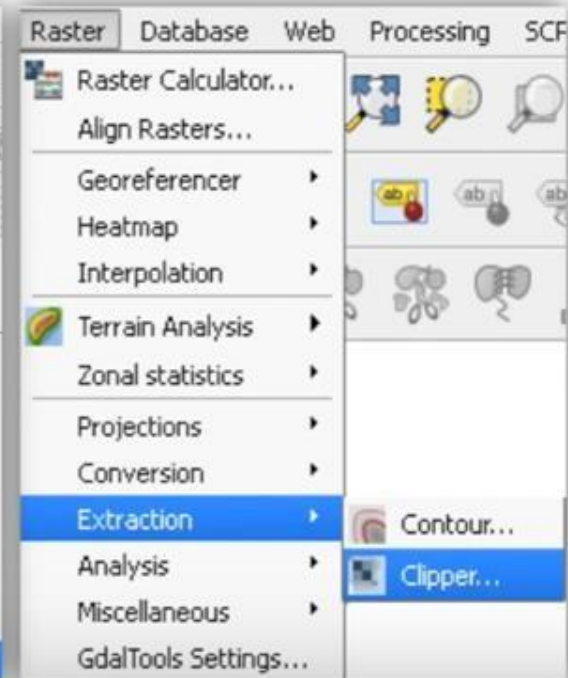 Raster Database Web Processing SCP
Raster Calculator...
Align Rasters...
Georeferencer
Heatmap
Interpolation
Terrain Analysis
Zonal statistics
Projections
Conversion
Extraction
Contour...
Analysis
Clipper...
Miscellaneous
GdalTools Settings...